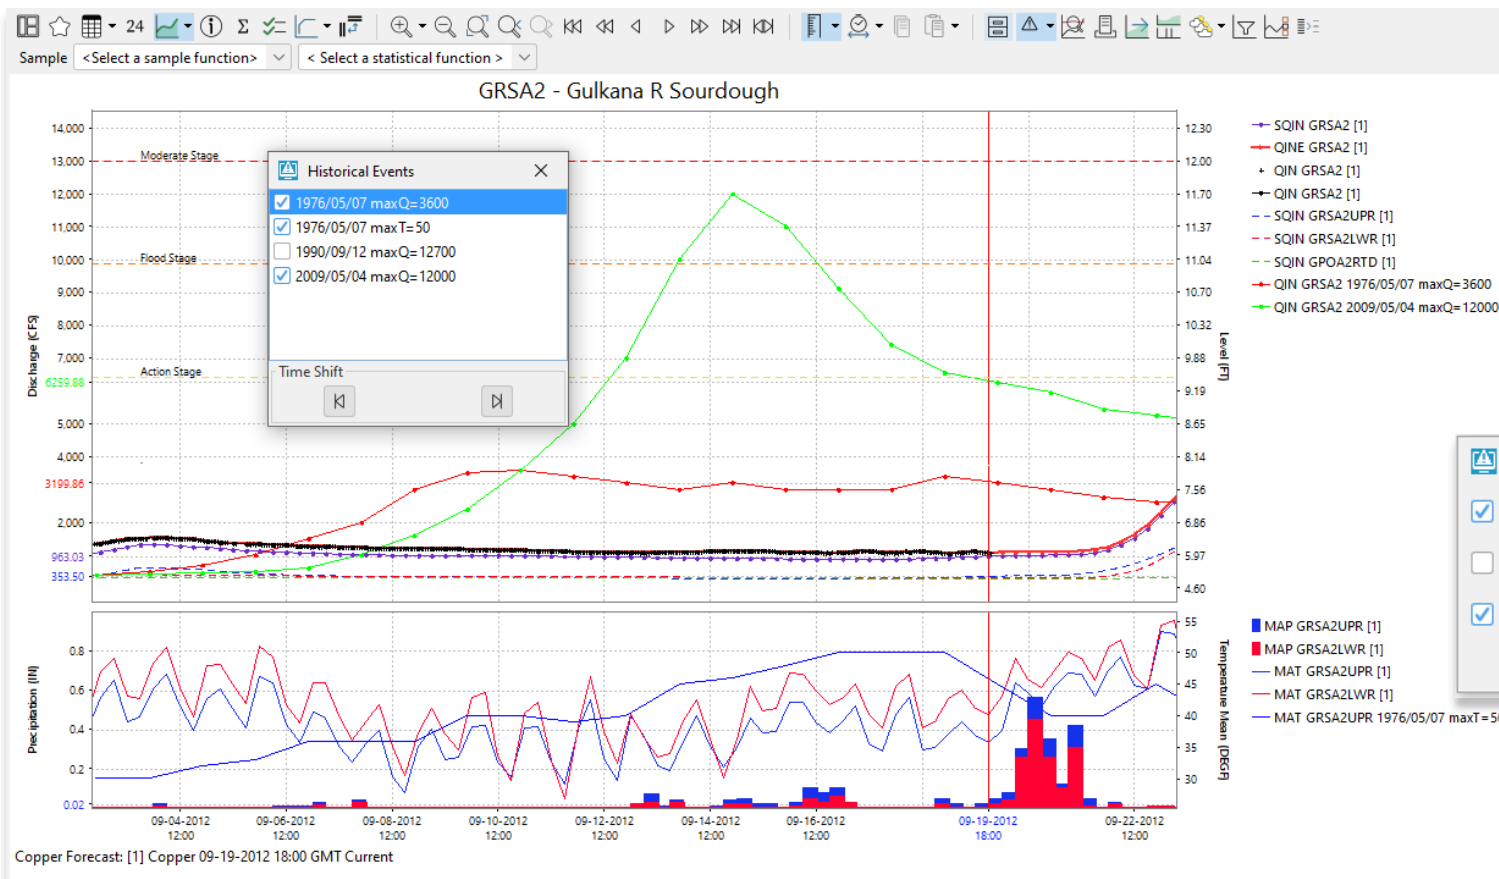 24
Sample <Select a sample function> < Select a statistical function >
GRSA2 - Gulkana R Sourdough
14,000
13,000
12,000
11,000
10,000
9,000
8,000
7,000
6259.88
5,000
4,000
3199.86
2,000
963.03
353.50
Discharge (CFS)
Moderate Stage
Flood Stage
Action Stage
Historical Events
1976/05/07 maxQ=3600
1976/05/07 maxT=50
1990/09/12 maxQ=12700
2009/05/04 maxQ=12000
Time Shift
12.30
12.00
11.70
11.37
11.04
10.70
10.32
9.88
9.19
8.65
8.14
7.56
6.86
5.97
4.60
Level (FT)
SQIN GRSA2 [1]
QINE GRSA2 [1]
QIN GRSA2 [1]
QIN GRSA2 [1]
SQIN GRSA2UPR [1]
SQIN GRSA2LWR [1]
SQIN GPOA2RTD [1]
QIN GRSA2 1976/05/07 maxQ=3600
QIN GRSA2 2009/05/04 maxQ=12000
0.8
0.6
0.4
0.2
0.02
Precipitation (IN)
55
50
45
40
35
30
Temperature Mean (DEGF)
MAP GRSA2UPR [1]
MAP GRSA2LWR [1]
MAT GRSA2UPR [1]
MAT GRSA2LWR [1]
MAT GRSA2UPR 1976/05/07 maxT=50
09-04-2012 09-06-2012 09-08-2012 09-10-2012 09-12-2012 09-14-2012 09-16-2012 09-19-2012 09-22-2012
12:00 12:00 12:00 12:00 12:00 12:00 12:00 18:00 12:00
Copper Forecast: [1] Copper 09-19-2012 18:00 GMT Current